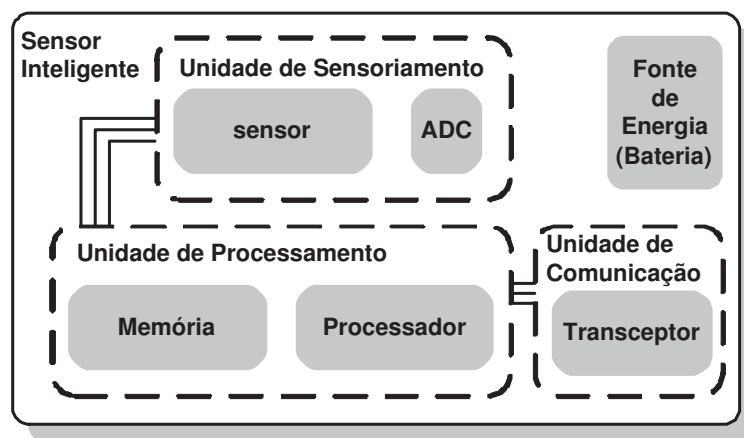 Sensor
Inteligente
Unidade de Sensoriamento
sensor
ADC
Fonte
de
Energia
(Bateria)
Unidade de Processamento
Memória
Processador
Unidade de
Comunicação
Transceptor